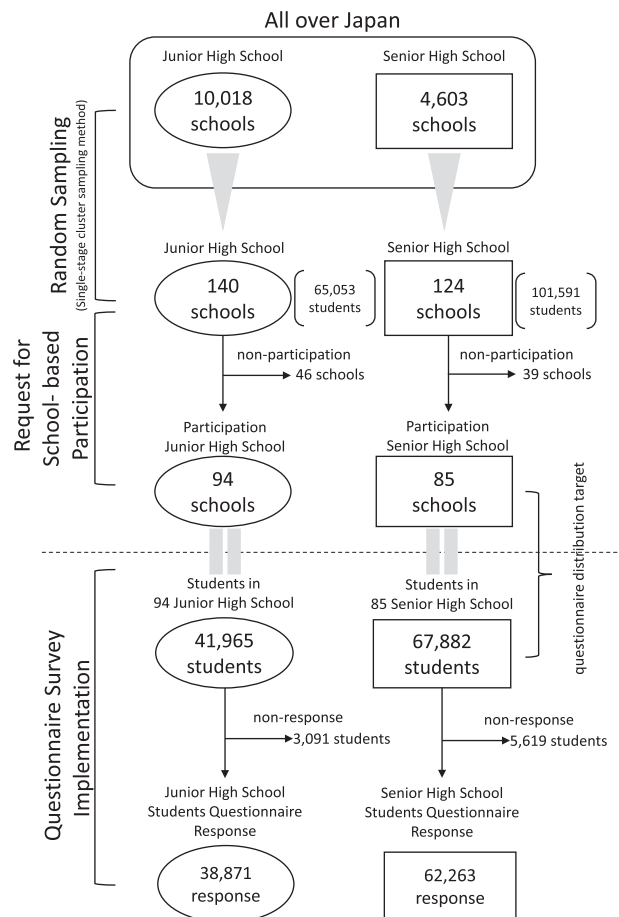 All over Japan
Junior High School
10,018
schools
Senior High School
4,603
schools
Random Sampling
(Single-stage cluster sampling method)
Junior High School
140
schools
65,053
students
Senior High School
124
schools
101,591
students
Request for
School- based
Participation
non-participation
46 schools
non-participation
39 schools
Participation
Junior High School
94
schools
Participation
Senior High School
85
schools
questionnaire distribution target
Questionnaire Survey
Implementation
Students in
94 Junior High School
41,965
students
Students in
85 Senior High School
67,882
students
non-response
3,091 students
non-response
5,619 students
Junior High School
Students Questionnaire
Response
38,871
response
Senior High School
Students Questionnaire
Response
62,263
response